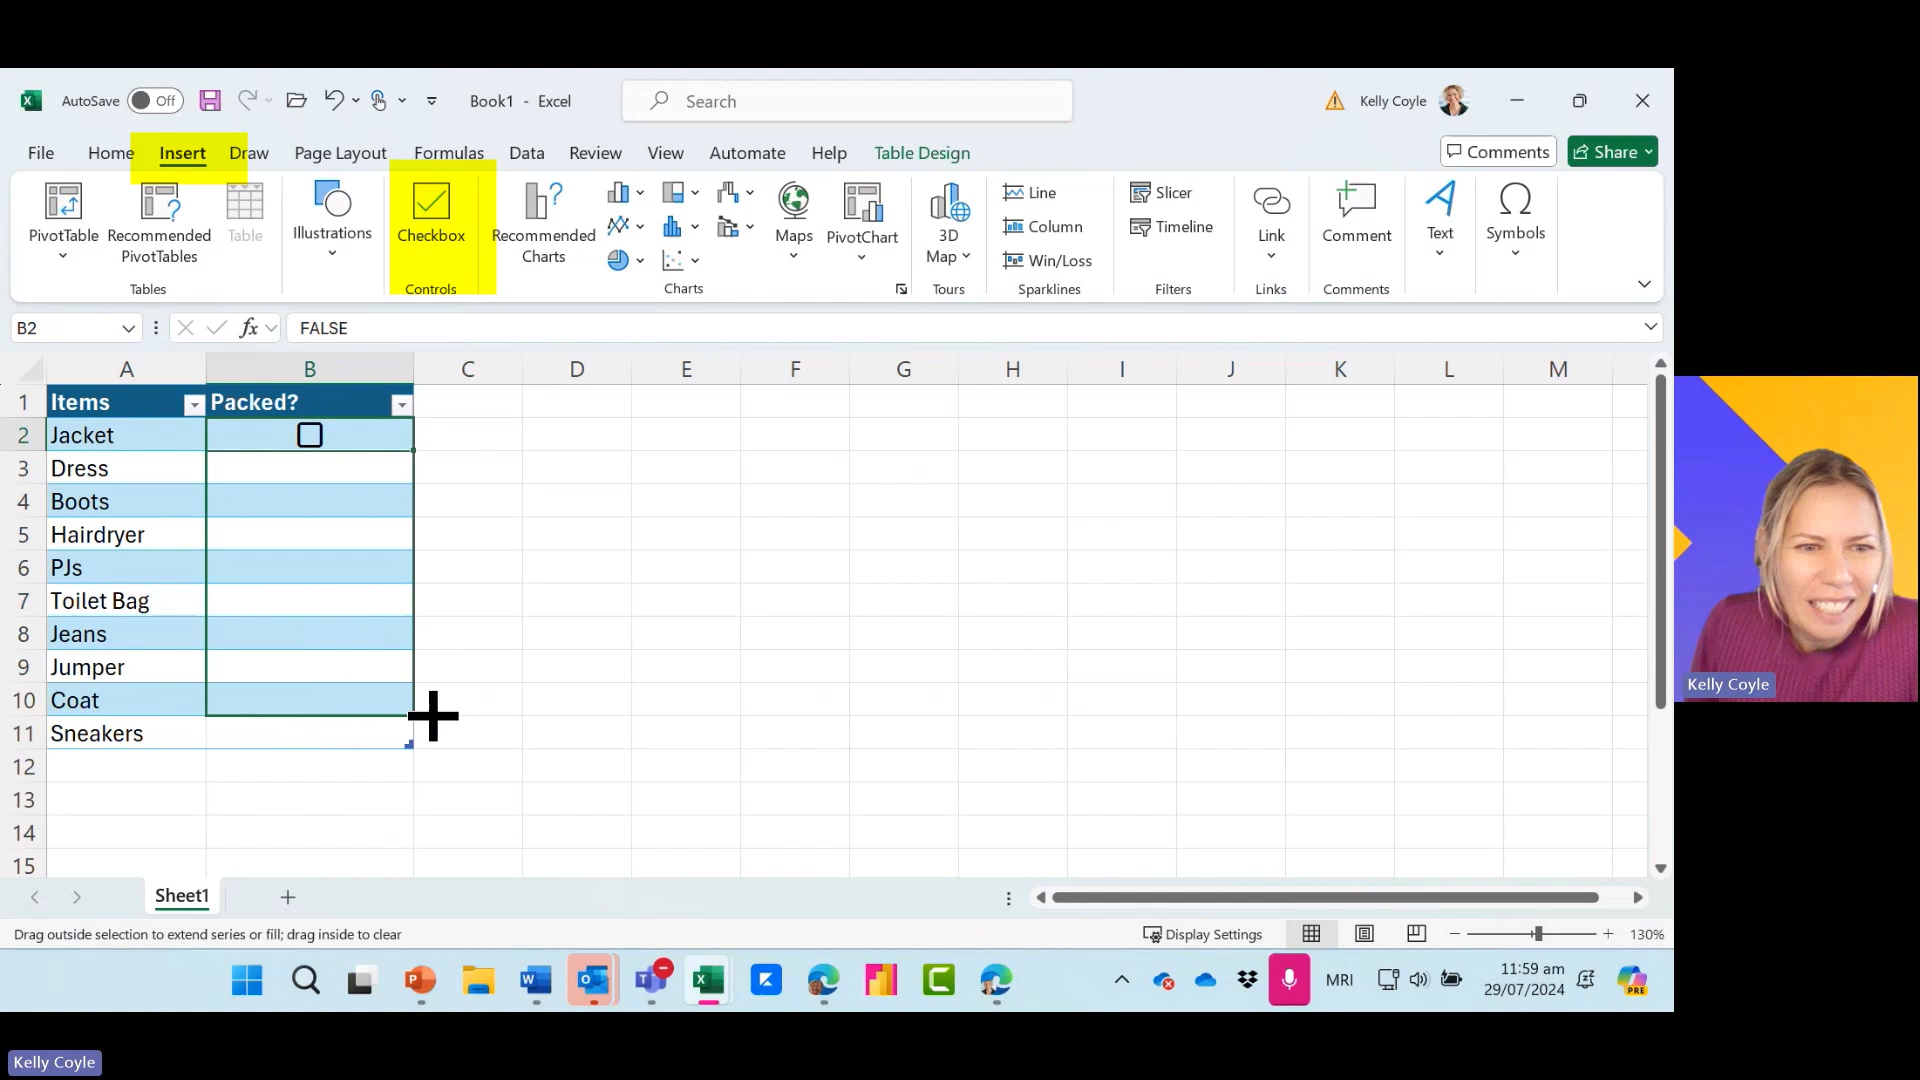 AutoSave Off Book1 - Excel Search Kelly Coyle
File Home Insert Draw Page Layout Formulas Data Review View Automate Help Table Design Comments Share
PivotTable Recommended PivotTables Table
Tables
Illustrations
Checkbox
Controls
Recommended Charts
Maps PivotChart
Charts
3D Map
Tours
Line
Column
Win/Loss
Sparklines
Slicer
Timeline
Filters
Link
Links
Comment
Comments
Text
Symbols
B2 fx FALSE
A B C D E F G H I J K L M
1 Items Packed?
2 Jacket
3 Dress
4 Boots
5 Hairdryer
6 PJs
7 Toilet Bag
8 Jeans
9 Jumper
10 Coat
11 Sneakers
12
13
14
15
Sheet1
Drag outside selection to extend series or fill; drag inside to clear Display Settings 130%
MRI 11:59 am
29/07/2024
PRE
Kelly Coyle
Kelly Coyle